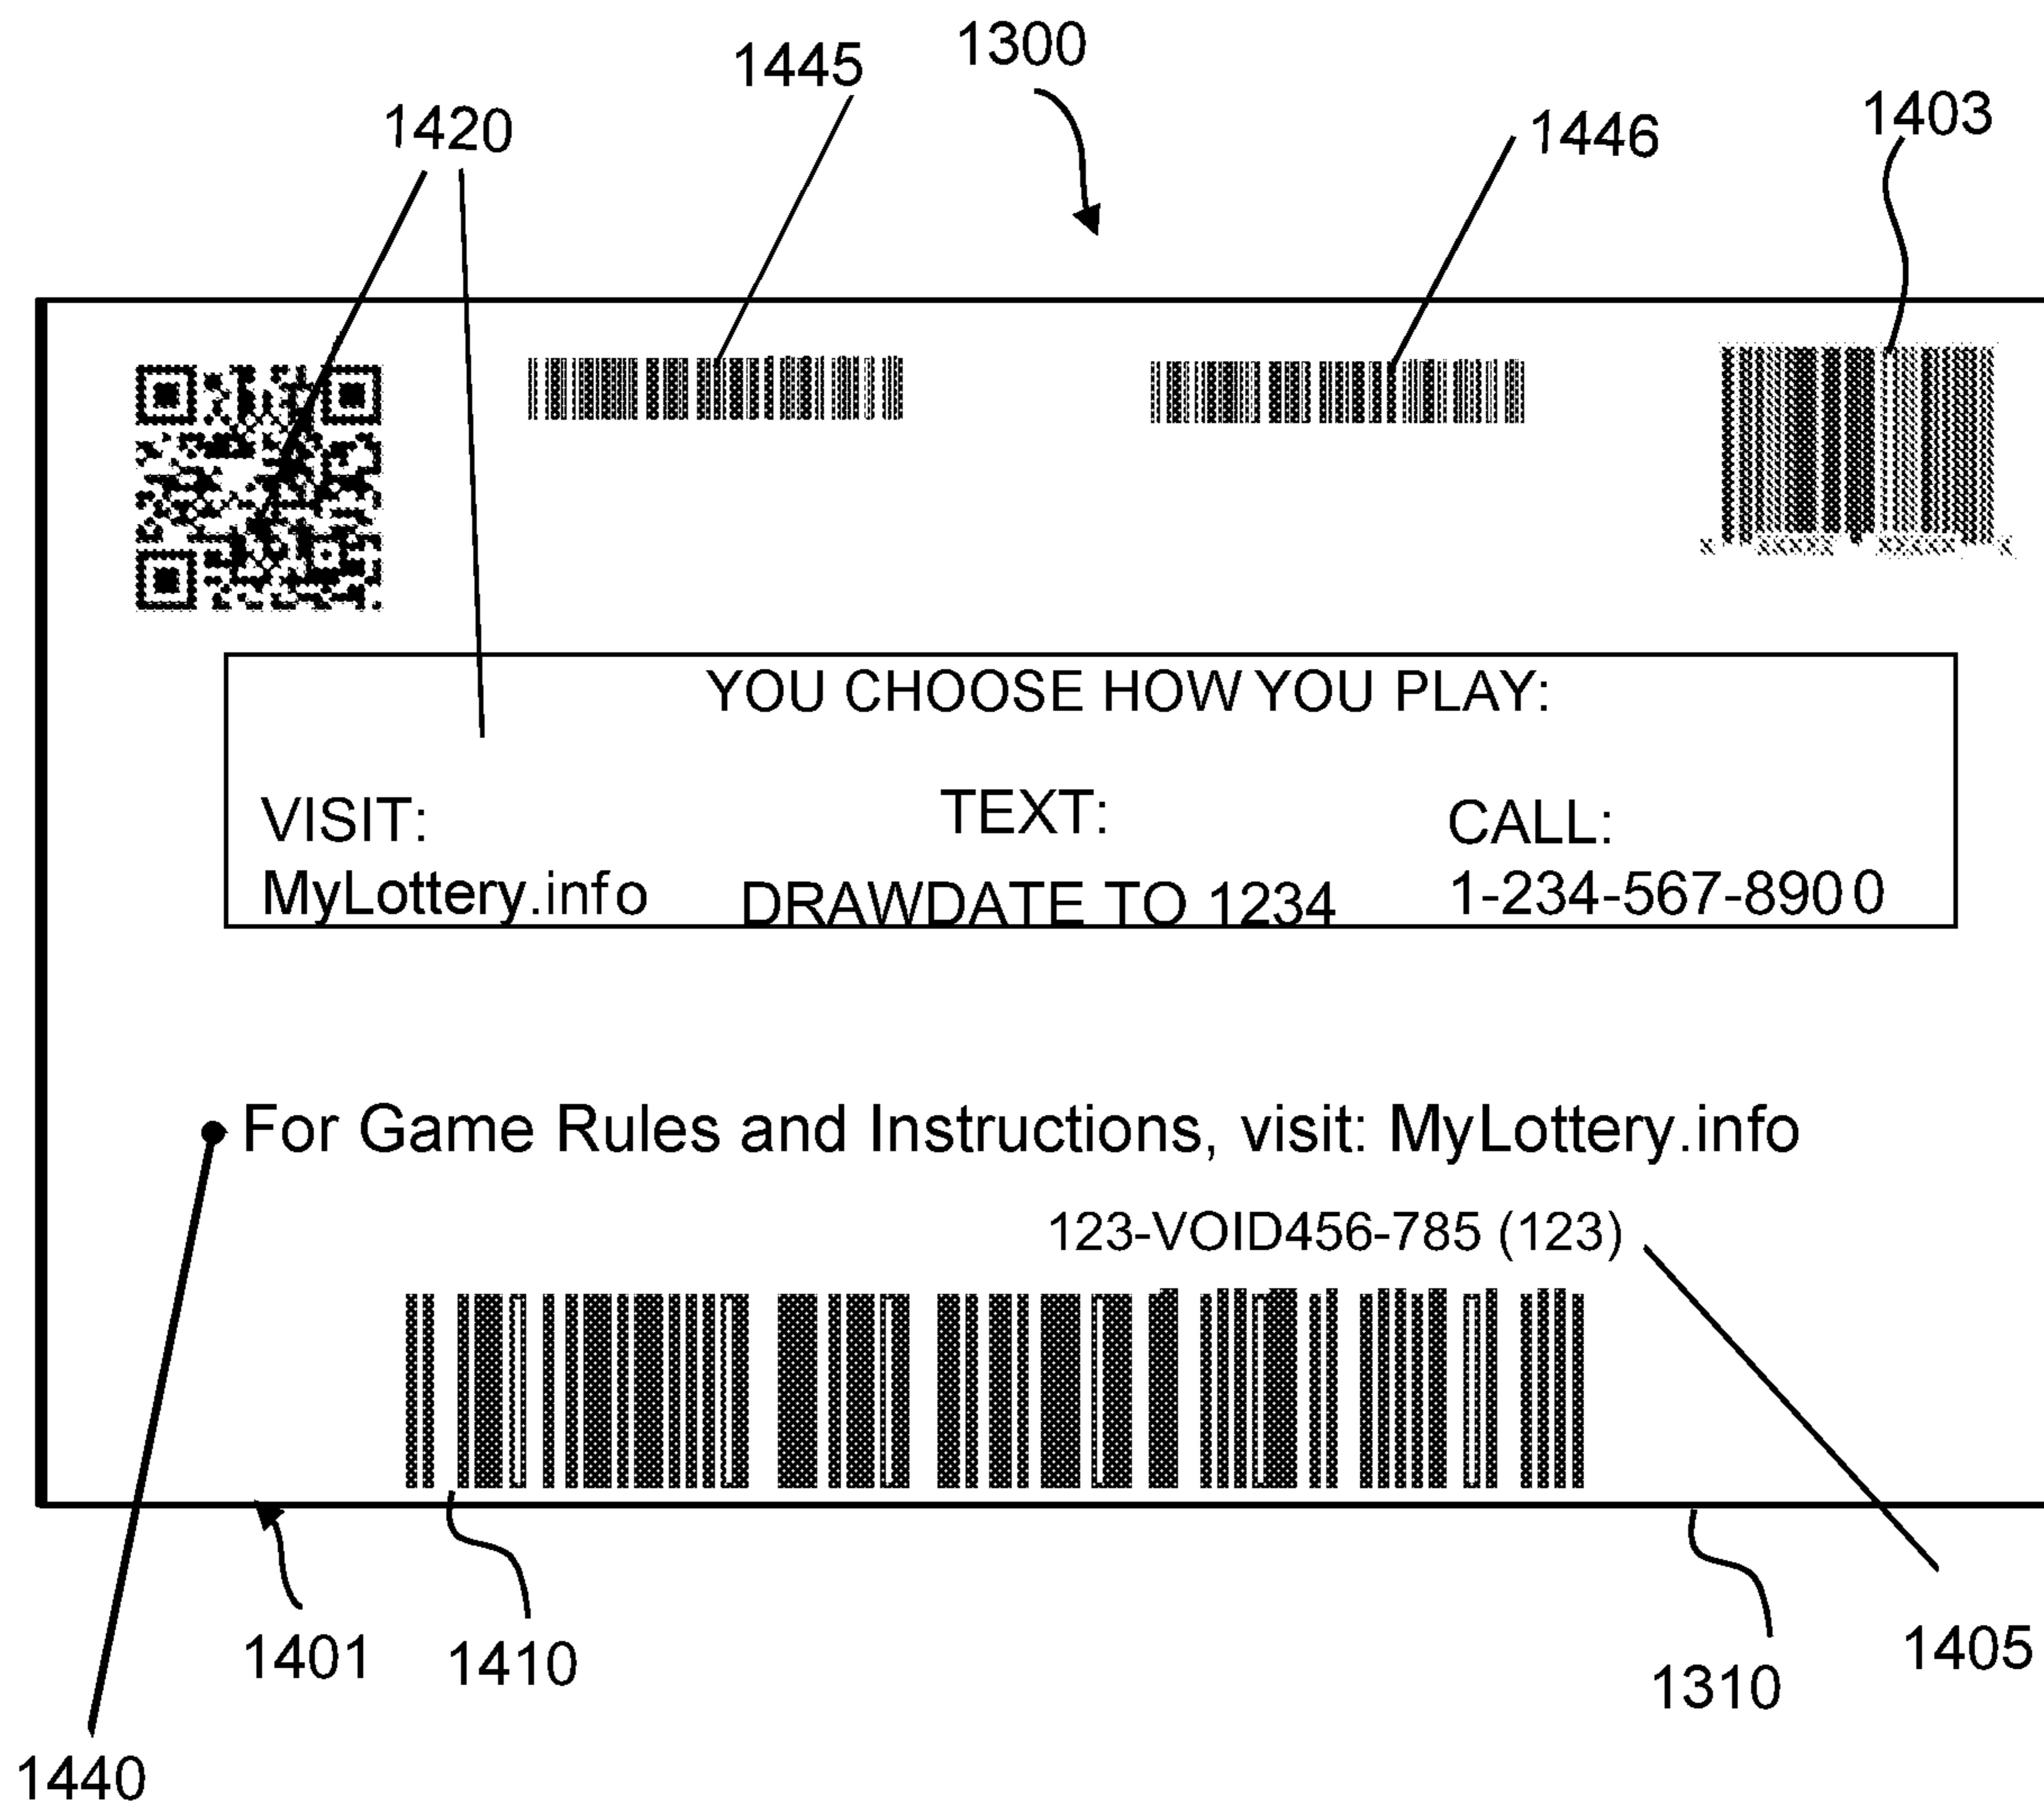 1300
1445
1403
1420
1446
YOU CHOOSE HOW YOU PLAY:
VISIT:
TEXT:
CALL:
MyLottery.info
DRAWDATE TO 1234
1-234-567-8900
For Game Rules and Instructions, visit: MyLottery.info
123-VOID456-785 (123)
1401
1410
1405
1310
1440